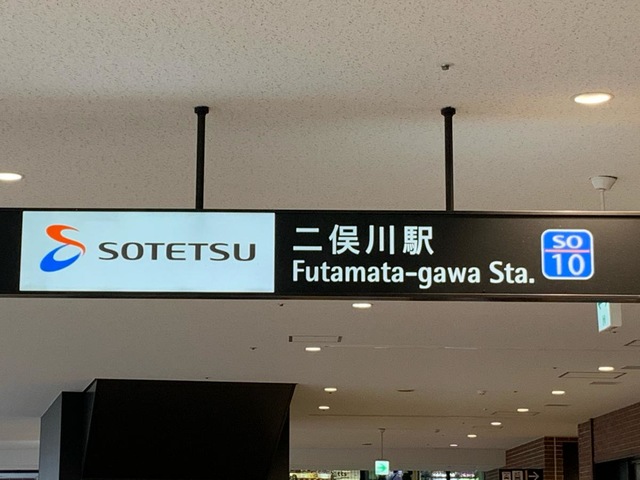 SOTETSU
二俣川駅
Futamata-gawa Sta.
SO
10